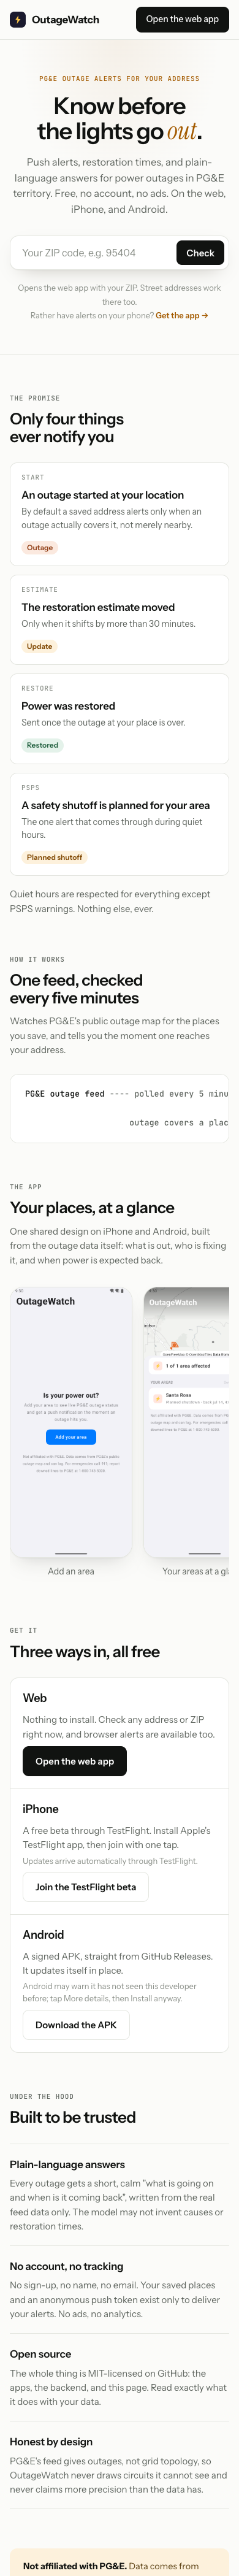 OutageWatch
Open the web app
PG&E OUTAGE ALERTS FOR YOUR ADDRESS
Know before
the lights go out.
Push alerts, restoration times, and plain-
language answers for power outages in PG&E
territory. Free, no account, no ads. On the web,
iPhone, and Android.
Your ZIP code, e.g. 95404
Check
Opens the web app with your ZIP. Street addresses work
there too.
Rather have alerts on your phone? Get the app →
THE PROMISE
Only four things
ever notify you
START
An outage started at your location
By default a saved address alerts only when an
outage actually covers it, not merely nearby.
Outage
ESTIMATE
The restoration estimate moved
Only when it shifts by more than 30 minutes.
Update
RESTORE
Power was restored
Sent once the outage at your place is over.
Restored
PSPS
A safety shutoff is planned for your area
The one alert that comes through during quiet
hours.
Planned shutoff
Quiet hours are respected for everything except
PSPS warnings. Nothing else, ever.
HOW IT WORKS
One feed, checked
every five minutes
Watches PG&E's public outage map for the places
you save, and tells you the moment one reaches
your address.
PG&E outage feed ---- polled every 5 minu
outage covers a plac
THE APP
Your places, at a glance
One shared design on iPhone and Android, built
from the outage data itself: what is out, who is fixing
it, and when power is expected back.
OutageWatch
Is your power out?
Add your area to see live PG&E outage status
and get a push notification the moment an
outage hits you.
Add your area
OutageWatch
1 of 1 area affected
YOUR AREAS
Santa Rosa
Add an area
Your areas at a gla
GET IT
Three ways in, all free
Web
Nothing to install. Check any address or ZIP
right now, and browser alerts are available too.
Open the web app
iPhone
A free beta through TestFlight. Install Apple's
TestFlight app, then join with one tap.
Updates arrive automatically through TestFlight.
Join the TestFlight beta
Android
A signed APK, straight from GitHub Releases.
It updates itself in place.
Android may warn it has not seen this developer
before; tap More details, then Install anyway.
Download the APK
UNDER THE HOOD
Built to be trusted
Plain-language answers
Every outage gets a short, calm "what is going on
and when is it coming back", written from the real
feed data only. The model may not invent causes or
restoration times.
No account, no tracking
No sign-up, no name, no email. Your saved places
and an anonymous push token exist only to deliver
your alerts. No ads, no analytics.
Open source
The whole thing is MIT-licensed on GitHub: the
apps, the backend, and this page. Read exactly what
it does with your data.
Honest by design
PG&E's feed gives outages, not grid topology, so
OutageWatch never draws circuits it cannot see and
never claims more precision than the data has.
Not affiliated with PG&E. Data comes from